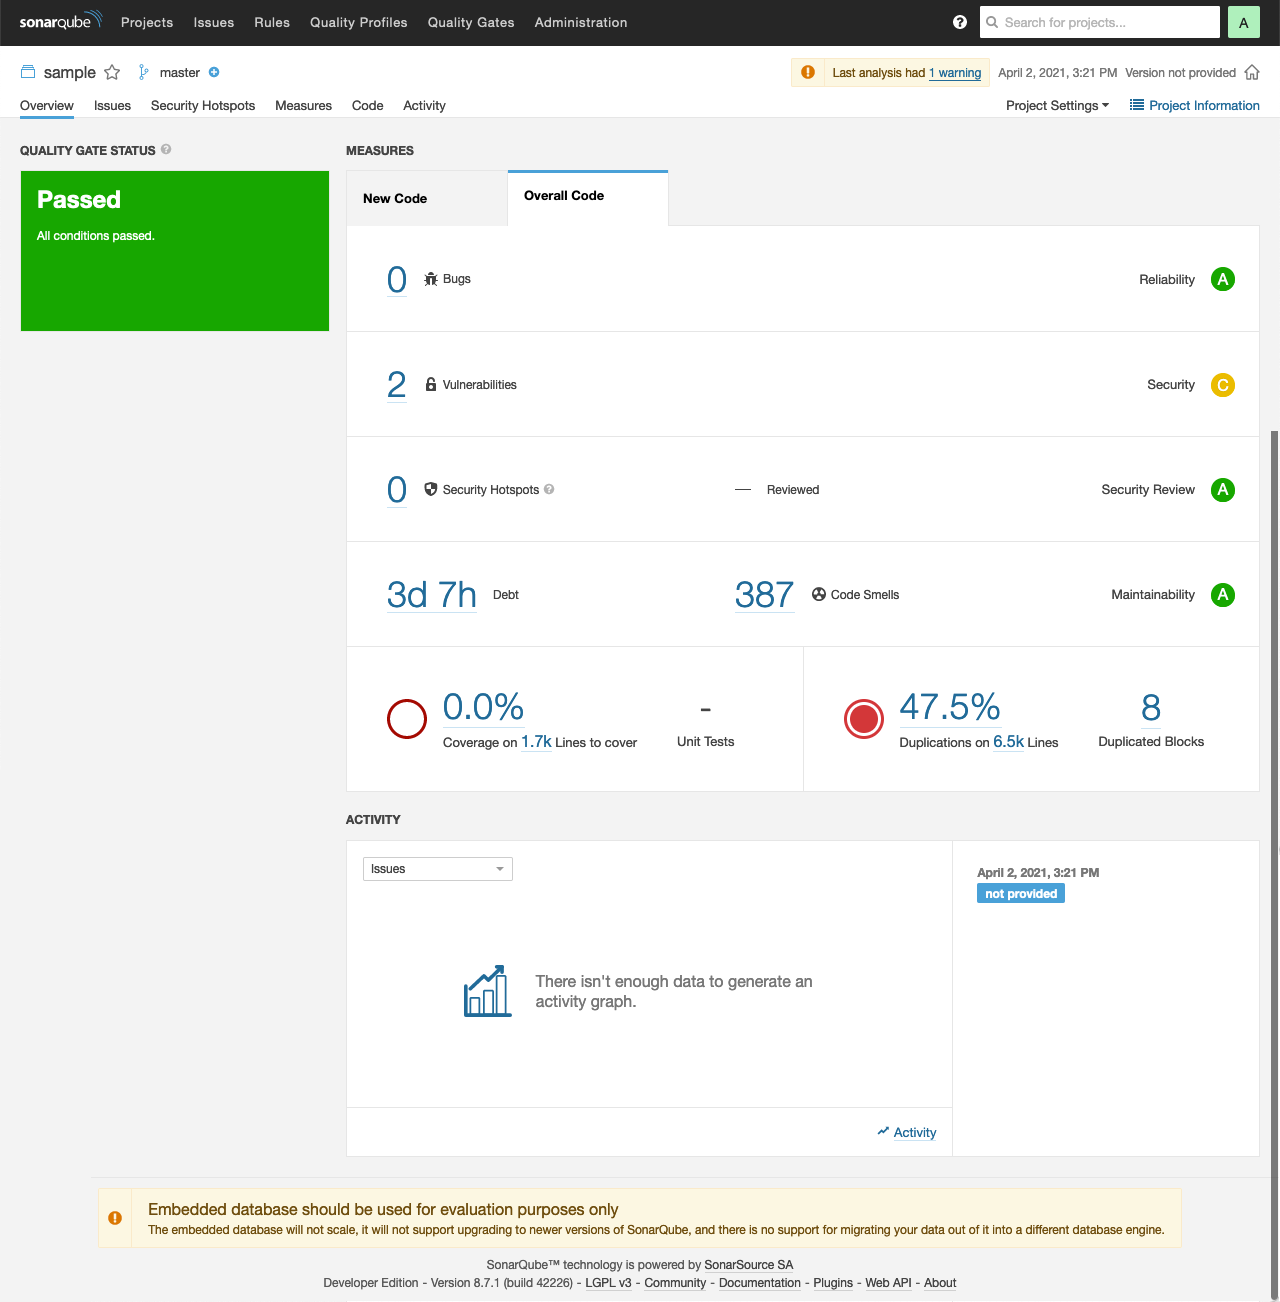 sonarqube Projects Issues Rules Quality Profiles Quality Gates Administration ? Search for projects... A
sample master Last analysis had 1 warning April 2, 2021, 3:21 PM Version not provided
Overview Issues Security Hotspots Measures Code Activity Project Settings Project Information
QUALITY GATE STATUS ?
Passed
All conditions passed.
MEASURES
New Code Overall Code
0 Bugs Reliability A
2 Vulnerabilities Security C
0 Security Hotspots ? — Reviewed Security Review A
3d 7h Debt 387 Code Smells Maintainability A
0.0% - 47.5% 8
Coverage on 1.7k Lines to cover Unit Tests Duplications on 6.5k Lines Duplicated Blocks
ACTIVITY
Issues
April 2, 2021, 3:21 PM
not provided
There isn't enough data to generate an
activity graph.
Activity
Embedded database should be used for evaluation purposes only
The embedded database will not scale, it will not support upgrading to newer versions of SonarQube, and there is no support for migrating your data out of it into a different database engine.
SonarQube™ technology is powered by SonarSource SA
Developer Edition - Version 8.7.1 (build 42226) - LGPL v3 - Community - Documentation - Plugins - Web API - About